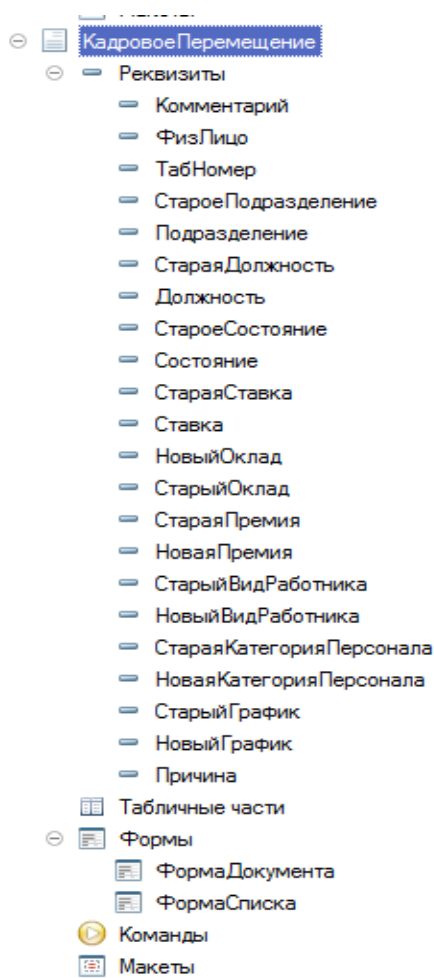 КадровоеПеремещение
Реквизиты
Комментарий
ФизЛицо
ТабНомер
СтароеПодразделение
Подразделение
СтараяДолжность
Должность
СтароеСостояние
Состояние
СтараяСтавка
Ставка
НовыйОклад
СтарыйОклад
СтараяПремия
НоваяПремия
СтарыйВидРаботника
НовыйВидРаботника
СтараяКатегорияПерсонала
НоваяКатегорияПерсонала
СтарыйГрафик
НовыйГрафик
Причина
Табличные части
Формы
ФормаДокумента
ФормаСписка
Команды
Макеты